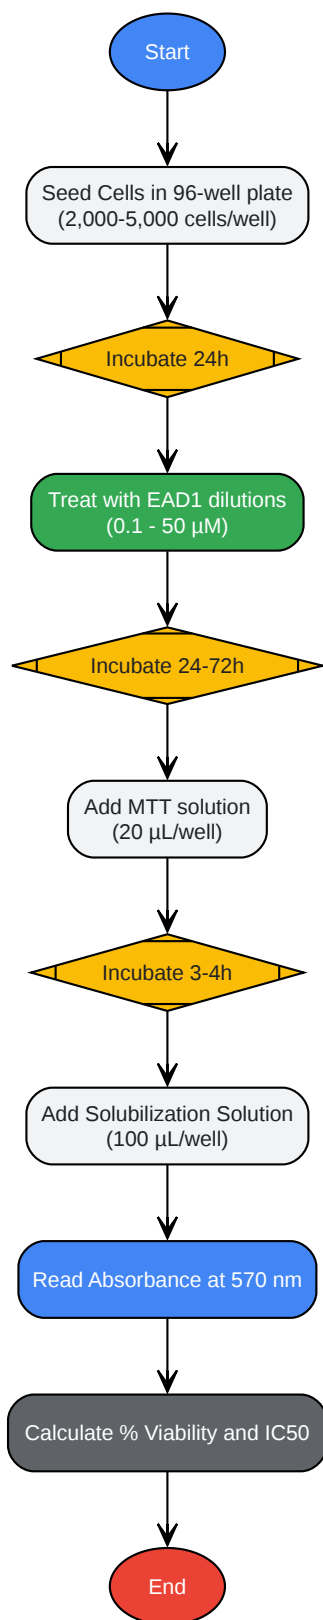 Start
Seed Cells in 96-well plate
(2,000-5,000 cells/well)
Incubate 24h
Treat with EAD1 dilutions
(0.1 - 50 µM)
Incubate 24-72h
Add MTT solution
(20 µL/well)
Incubate 3-4h
Add Solubilization Solution
(100 µL/well)
Read Absorbance at 570 nm
Calculate % Viability and IC50
End